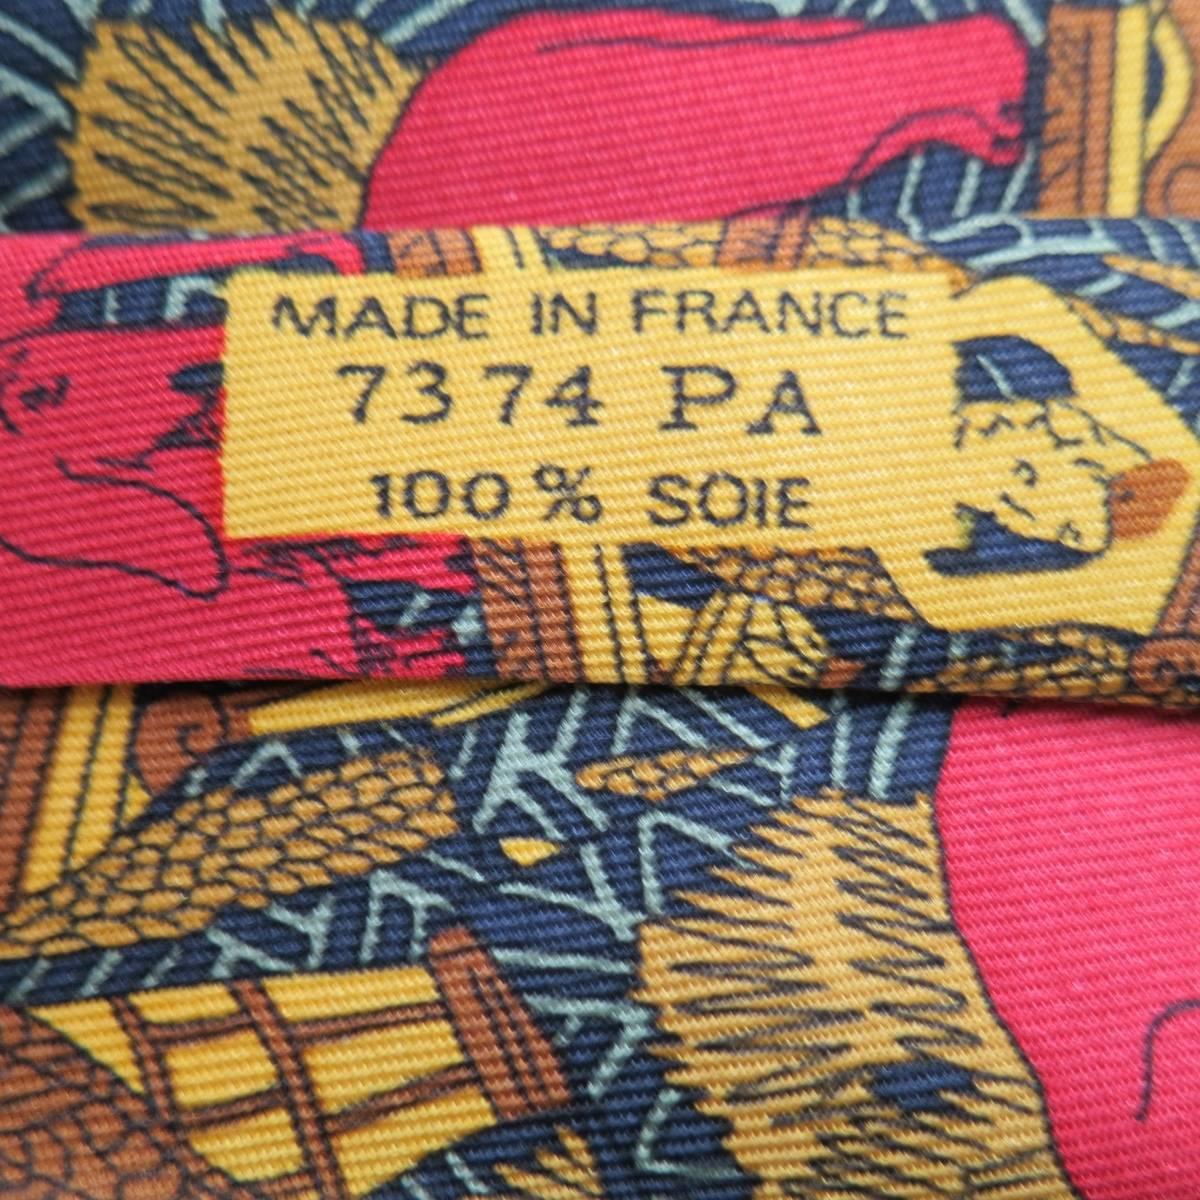 MADE IN FRANCE
7374 PA
100% SOIE